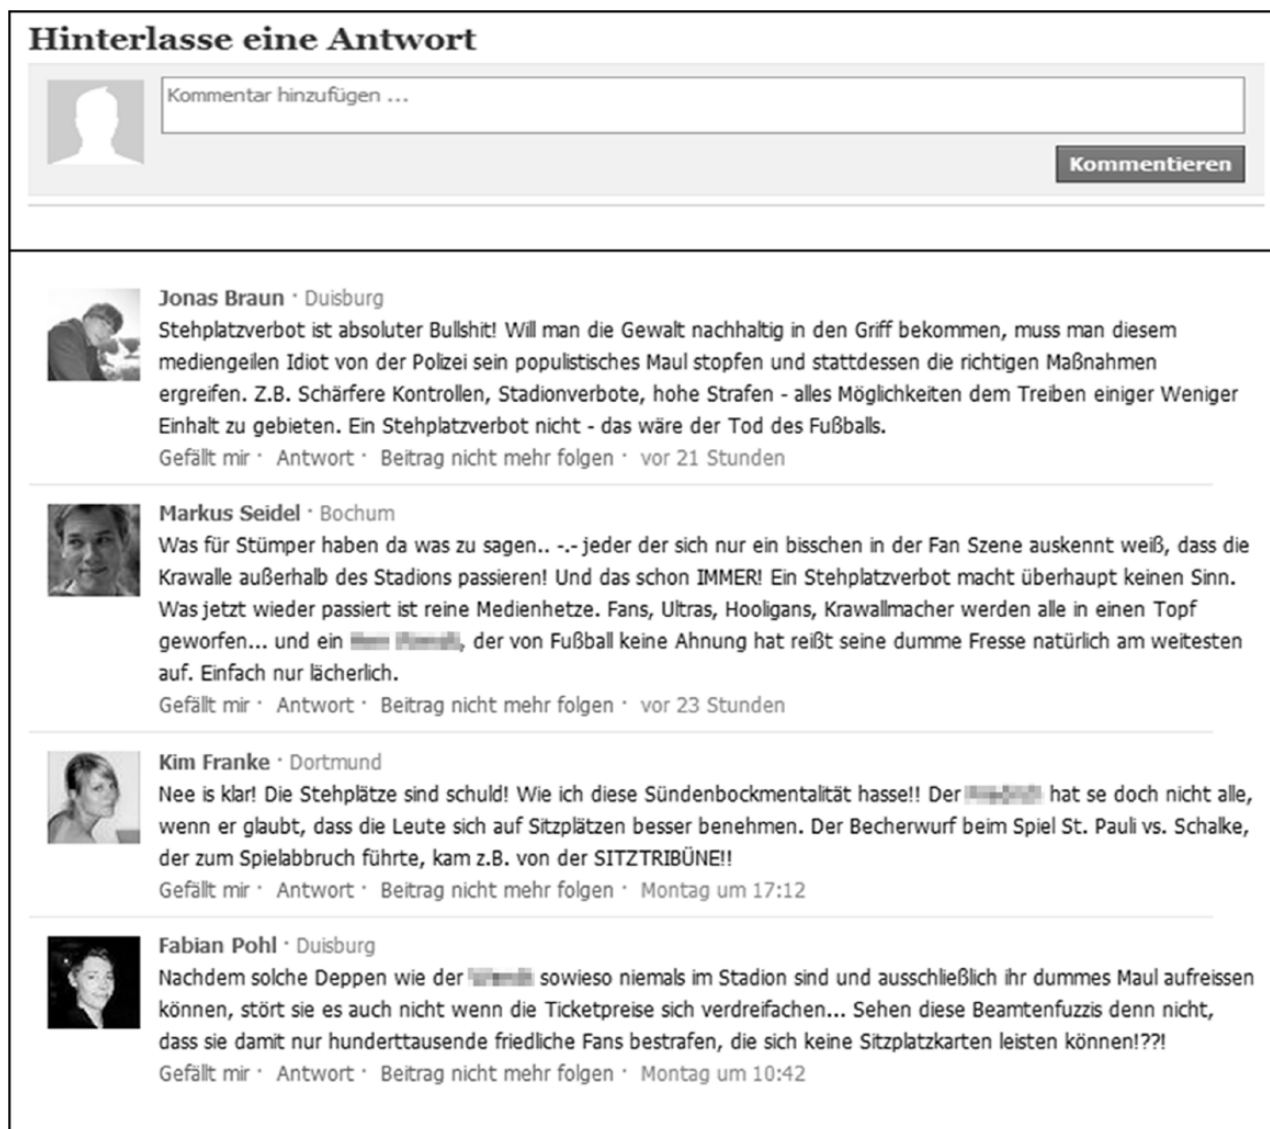 Hinterlasse eine Antwort
Kommentar hinzufügen ...
Kommentieren
Jonas Braun · Duisburg
Stehplatzverbot ist absoluter Bullshit! Will man die Gewalt nachhaltig in den Griff bekommen, muss man diesem
mediengeilen Idiot von der Polizei sein populistisches Maul stopfen und stattdessen die richtigen Maßnahmen
ergreifen. Z.B. Schärfere Kontrollen, Stadionverbote, hohe Strafen - alles Möglichkeiten dem Treiben einiger Weniger
Einhalt zu gebieten. Ein Stehplatzverbot nicht - das wäre der Tod des Fußballs.
Gefällt mir · Antwort · Beitrag nicht mehr folgen · vor 21 Stunden
Markus Seidel · Bochum
Was für Stümper haben da was zu sagen.. -.- jeder der sich nur ein bisschen in der Fan Szene auskennt weiß, dass die
Krawalle außerhalb des Stadions passieren! Und das schon IMMER! Ein Stehplatzverbot macht überhaupt keinen Sinn.
Was jetzt wieder passiert ist reine Medienhetze. Fans, Ultras, Hooligans, Krawallmacher werden alle in einen Topf
geworfen... und ein , der von Fußball keine Ahnung hat reißt seine dumme Fresse natürlich am weitesten
auf. Einfach nur lächerlich.
Gefällt mir · Antwort · Beitrag nicht mehr folgen · vor 23 Stunden
Kim Franke · Dortmund
Nee is klar! Die Stehplätze sind schuld! Wie ich diese Sündenbockmentalität hasse!! Der hat se doch nicht alle,
wenn er glaubt, dass die Leute sich auf Sitzplätzen besser benehmen. Der Becherwurf beim Spiel St. Pauli vs. Schalke,
der zum Spielabbruch führte, kam z.B. von der SITZTRIBÜNE!!
Gefällt mir · Antwort · Beitrag nicht mehr folgen · Montag um 17:12
Fabian Pohl · Duisburg
Nachdem solche Deppen wie der sowieso niemals im Stadion sind und ausschließlich ihr dummes Maul aufreissen
können, stört sie es auch nicht wenn die Ticketpreise sich verdreifachen... Sehen diese Beamtenfuzzis denn nicht,
dass sie damit nur hunderttausende friedliche Fans bestrafen, die sich keine Sitzplatzkarten leisten können!??!
Gefällt mir · Antwort · Beitrag nicht mehr folgen · Montag um 10:42